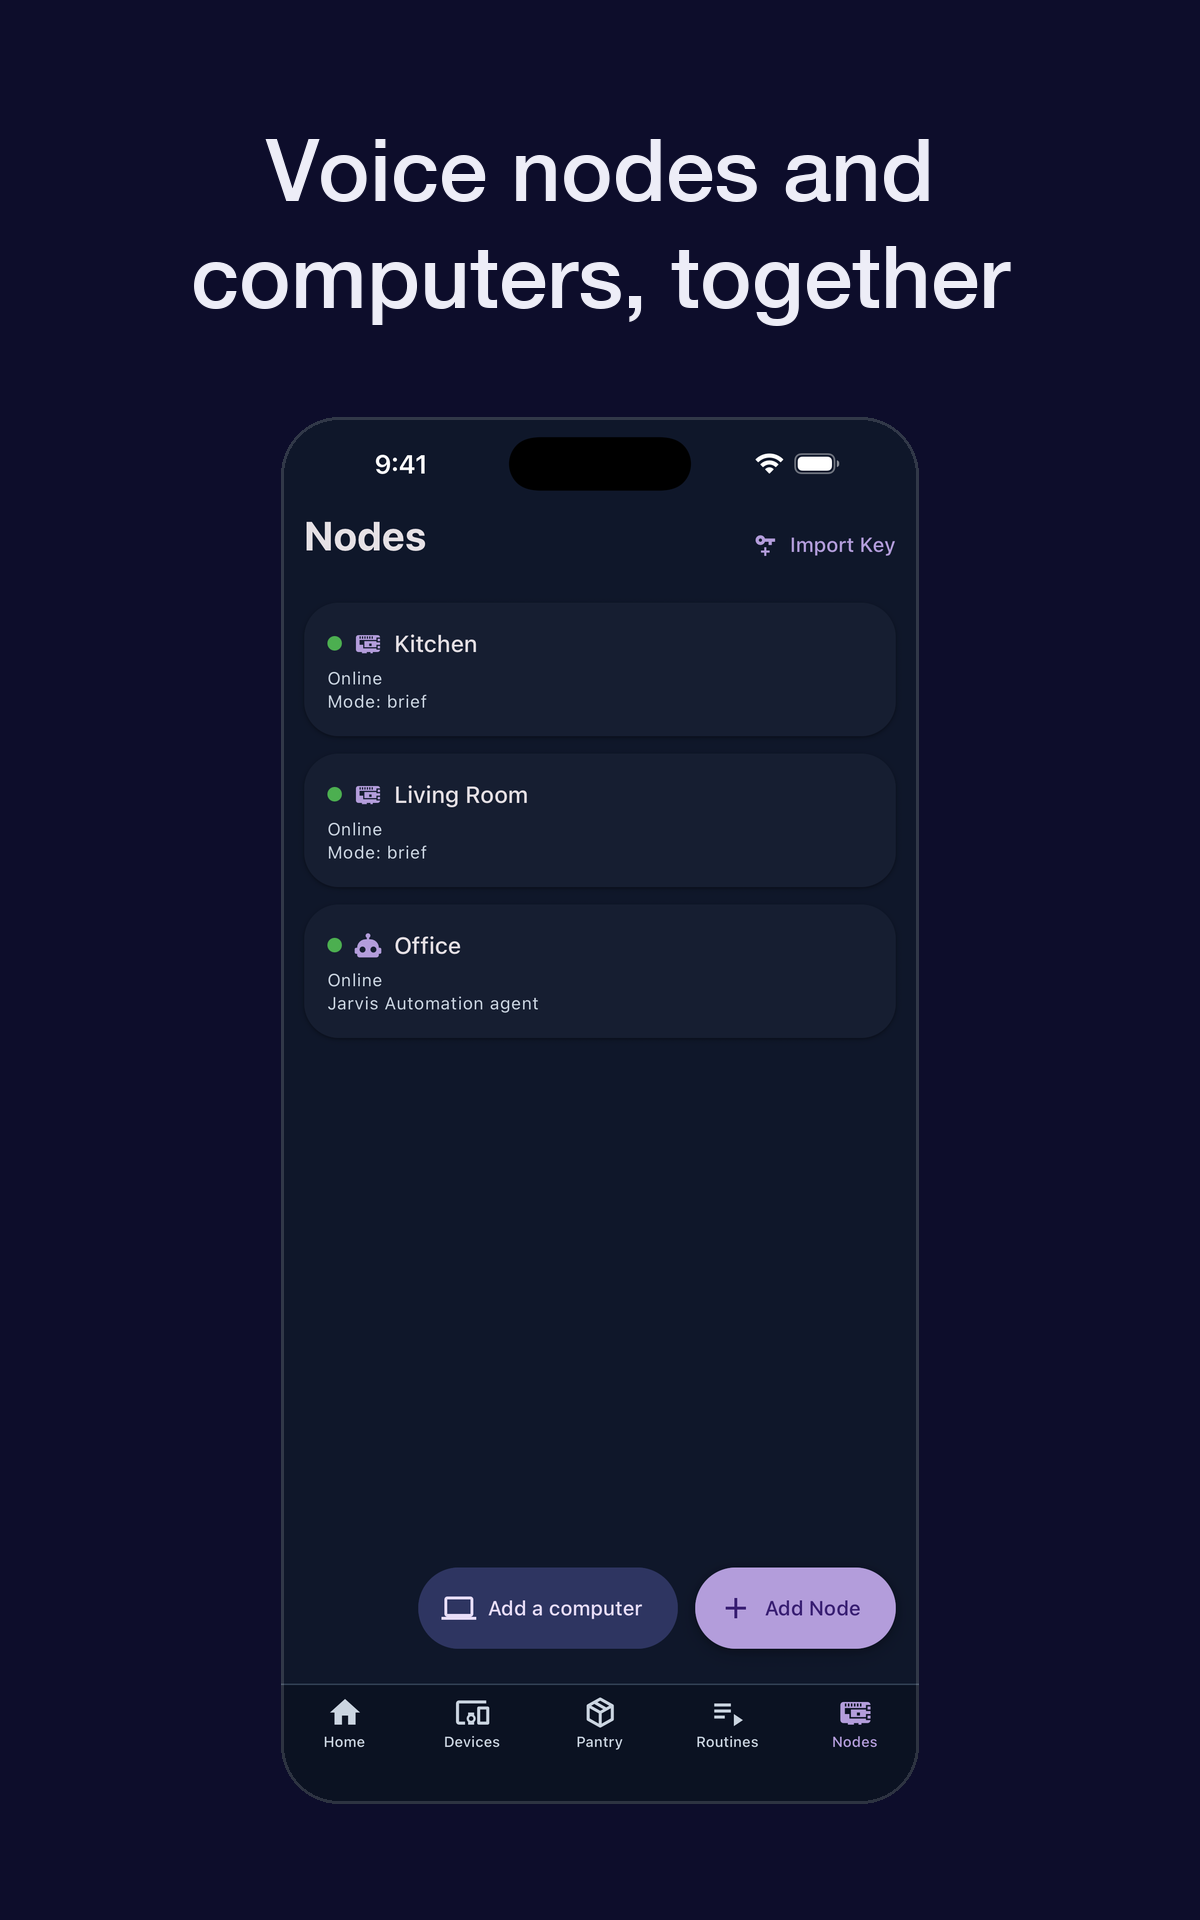 Voice nodes and
computers, together
9:41
Nodes
Import Key
Kitchen
Online
Mode: brief
Living Room
Online
Mode: brief
Office
Online
Jarvis Automation agent
Add a computer
Add Node
Home
Devices
Pantry
Routines
Nodes